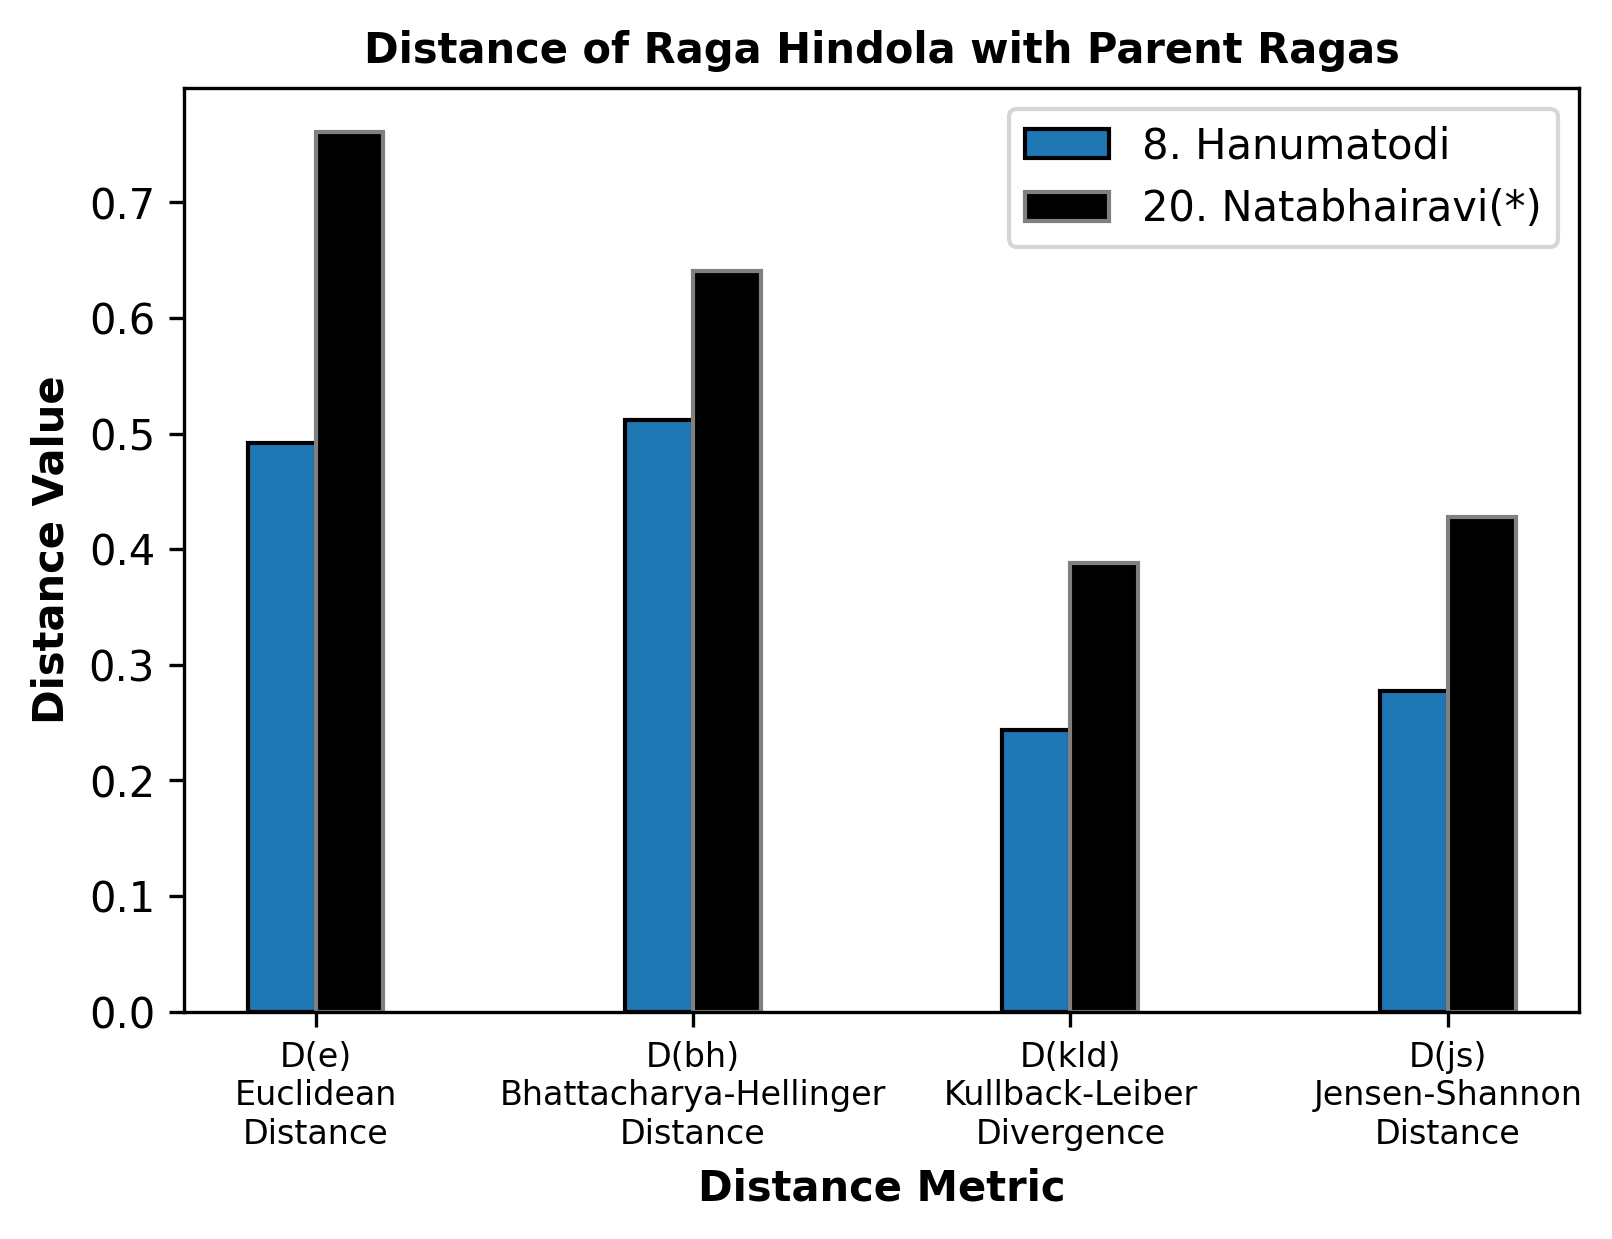 Distance of Raga Hindola with Parent Ragas
8. Hanumatodi
20. Natabhairavi(*)
Distance Value
0.7
0.6
0.5
0.4
0.3
0.2
0.1
0.0
D(e)
Euclidean
Distance
D(bh)
Bhattacharya-Hellinger
Distance
D(kld)
Kullback-Leiber
Divergence
D(js)
Jensen-Shannon
Distance
Distance Metric